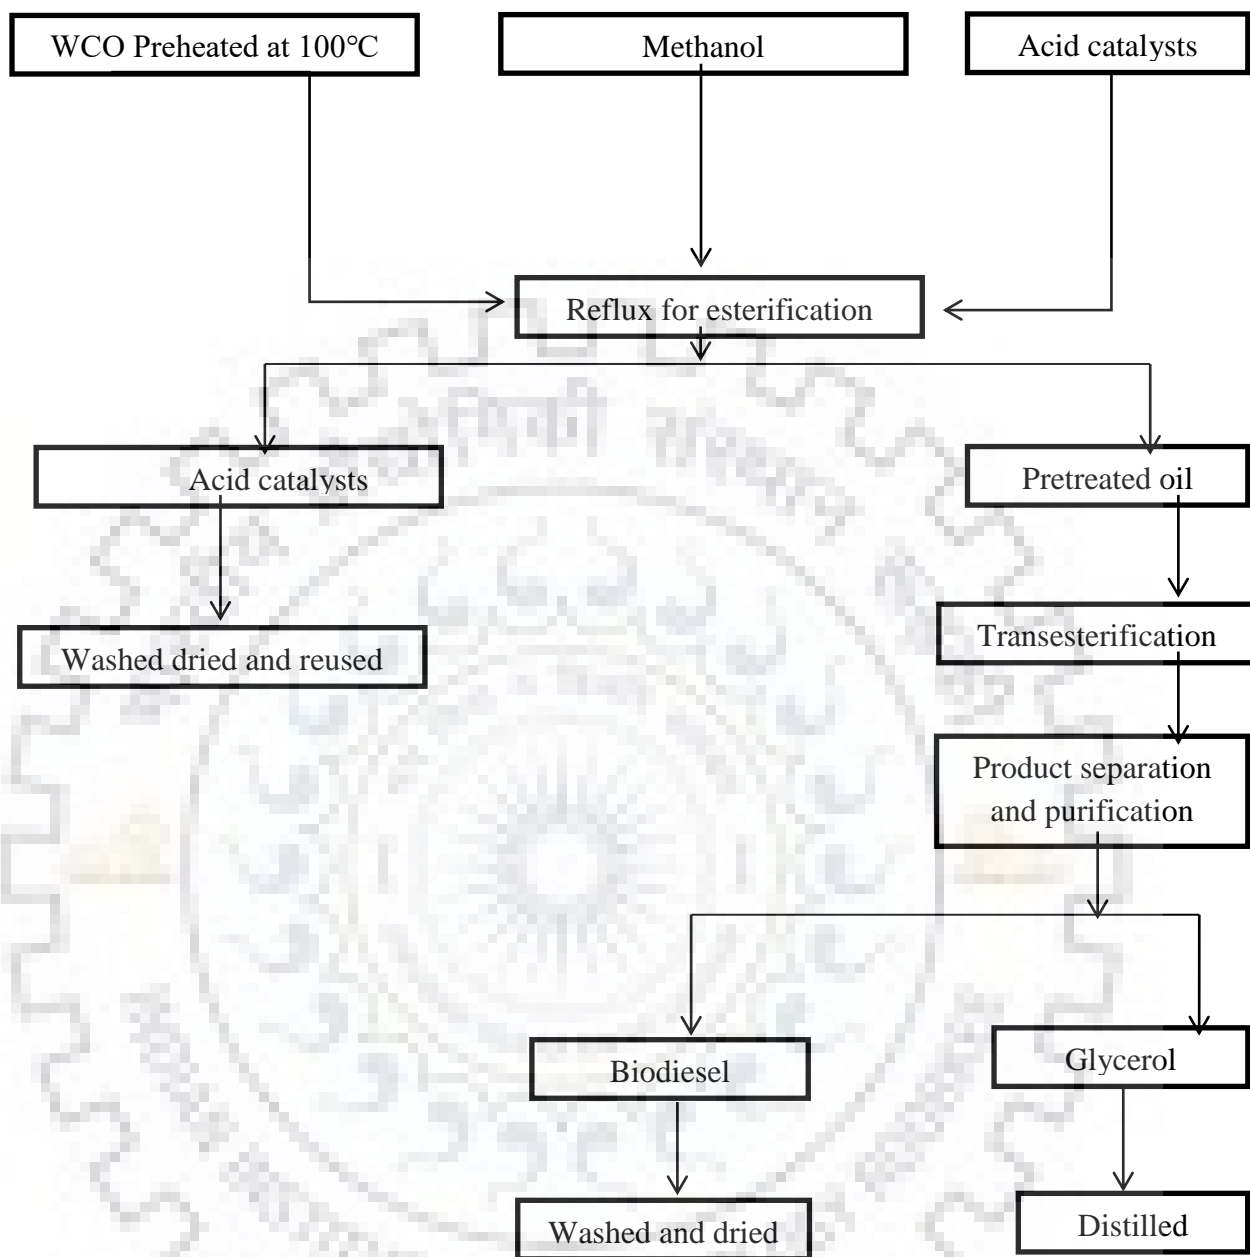 WCO Preheated at 100°C
Methanol
Acid catalysts
Reflux for esterification
Acid catalysts
Pretreated oil
Washed dried and reused
Transesterification
Product separation
and purification
Biodiesel
Glycerol
Washed and dried
Distilled